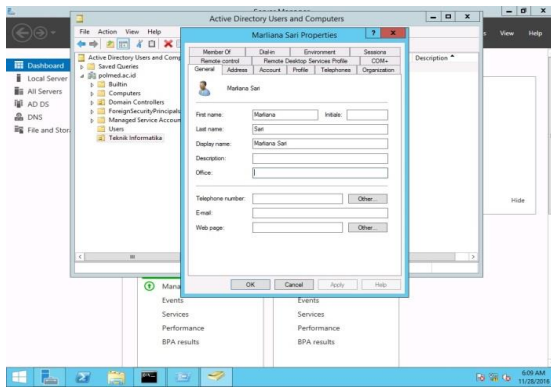 Server Manager
Active Directory Users and Computers
File Action View Help
Active Directory Users and Comp
Saved Queries
polmed.ac.id
Builtin
Computers
Domain Controllers
ForeignSecurityPrincipals
Managed Service Accoun
Users
Teknik Informatika
Description
Marliana Sari Properties
?
X
Member Of Dial-in Environment Sessions
Remote control Remote Desktop Services Profile COM+
General Address Account Profile Telephones Organization
Marliana Sari
First name: Marliana Initials:
Last name: Sari
Display name: Marliana Sari
Description:
Office:
Telephone number: Other...
E-mail:
Web page: Other...
OK Cancel Apply Help
View Help
Dashboard
Local Server
All Servers
AD DS
DNS
File and Stor
Hide
Mana
Events Events
Services Services
Performance Performance
BPA results BPA results
6:09 AM
11/28/2016